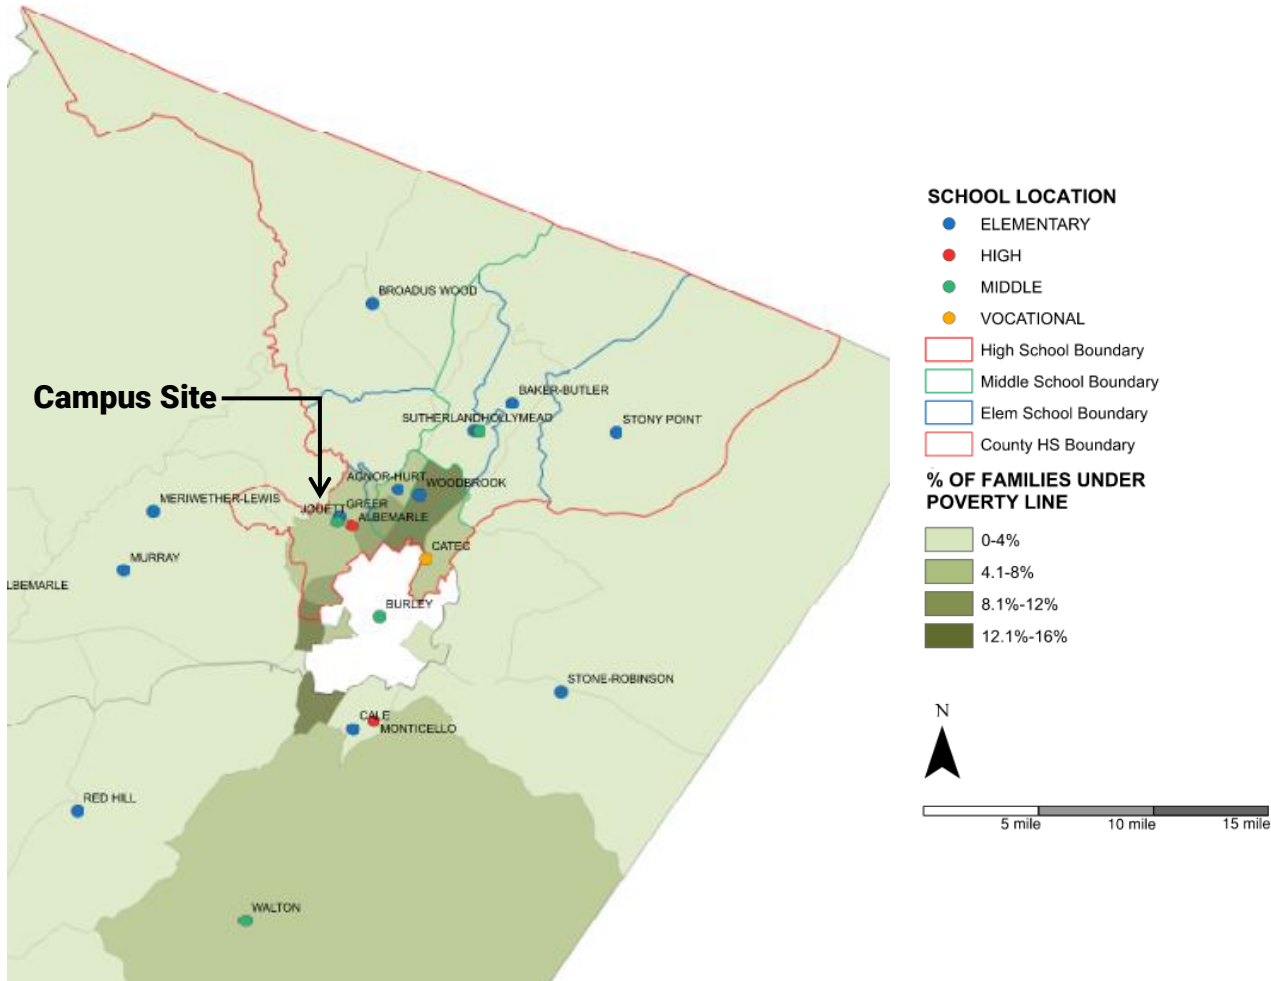 BROADUS WOOD
BAKER-BUTLER
Campus Site
SUTHERLAND
HOLLYMEAD
STONY POINT
AGNOR-HURT
WOODBROOK
MERIWETHER-LEWIS
JOUETT
GREER
ALBEMARLE
CATEC
MURRAY
LBEMARLE
BURLEY
STONE-ROBINSON
CALE
MONTICELLO
RED HILL
WALTON
SCHOOL LOCATION
ELEMENTARY
HIGH
MIDDLE
VOCATIONAL
High School Boundary
Middle School Boundary
Elem School Boundary
County HS Boundary
% OF FAMILIES UNDER
POVERTY LINE
0-4%
4.1-8%
8.1%-12%
12.1%-16%
N
5 mile 10 mile 15 mile